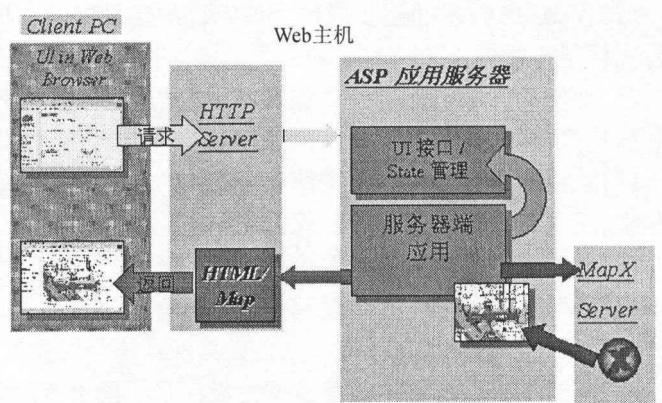 Client PC
Web主机
UI in Web
Browser
ASP 应用服务器
HTTP
Server
请求
UI接口 /
State 管理
服务器端
应用
返回
HTML/
Map
MapX
Server